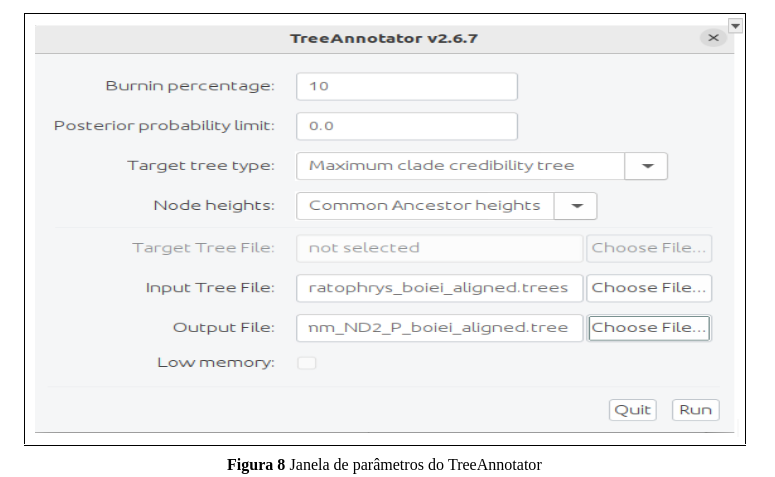 TreeAnnotator v2.6.7
Burnin percentage: 10
Posterior probability limit: 0.0
Target tree type: Maximum clade credibility tree
Node heights: Common Ancestor heights
Target Tree File: not selected Choose File...
Input Tree File: ratophrys_boiei_aligned.trees Choose File...
Output File: nm_ND2_P_boiei_aligned.tree Choose File...
Low memory:
Quit Run
Figura 8 Janela de parâmetros do TreeAnnotator